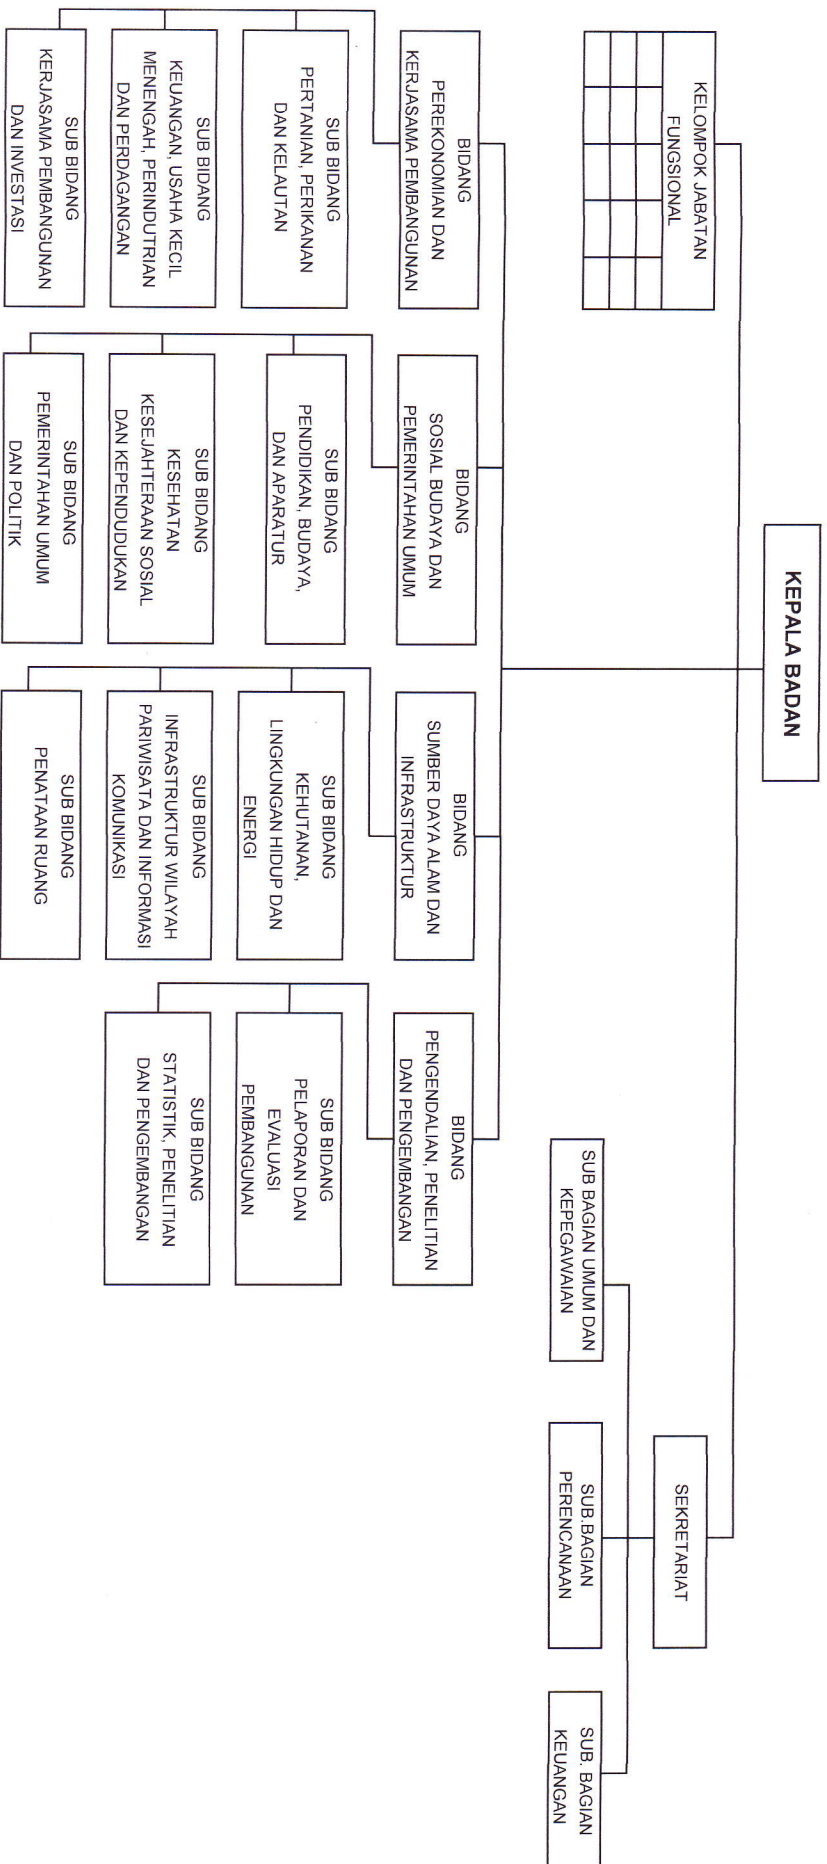 KEPALA BADAN
KELOMPOK JABATAN
FUNGSIONAL
SEKRETARIAT
SUB BAGIAN UMUM DAN
KEPEGAWAIAN
SUB.BAGIAN
PERENCANAAN
SUB. BAGIAN
KEUANGAN
BIDANG
PEREKONOMIAN DAN
KERJASAMA PEMBANGUNAN
SUB BIDANG
PERTANIAN, PERIKANAN
DAN KELAUTAN
SUB BIDANG
KEUANGAN, USAHA KECIL
MENENGAH, PERINDUTRIAN
DAN PERDAGANGAN
SUB BIDANG
KERJASAMA PEMBANGUNAN
DAN INVESTASI
BIDANG
SOSIAL BUDAYA DAN
PEMERINTAHAN UMUM
SUB BIDANG
PENDIDIKAN, BUDAYA,
DAN APARATUR
SUB BIDANG
KESEHATAN
KESEJAHTERAAN SOSIAL
DAN KEPENDUDUKAN
SUB BIDANG
PEMERINTAHAN UMUM
DAN POLITIK
BIDANG
SUMBER DAYA ALAM DAN
INFRASTRUKTUR
SUB BIDANG
KEHUTANAN,
LINGKUNGAN HIDUP DAN
ENERGI
SUB BIDANG
INFRASTRUKTUR WILAYAH
PARIWISATA DAN INFORMASI
KOMUNIKASI
SUB BIDANG
PENATAAN RUANG
BIDANG
PENGENDALIAN, PENELITIAN
DAN PENGEMBANGAN
SUB BIDANG
PELAPORAN DAN
EVALUASI
PEMBANGUNAN
SUB BIDANG
STATISTIK, PENELITIAN
DAN PENGEMBANGAN